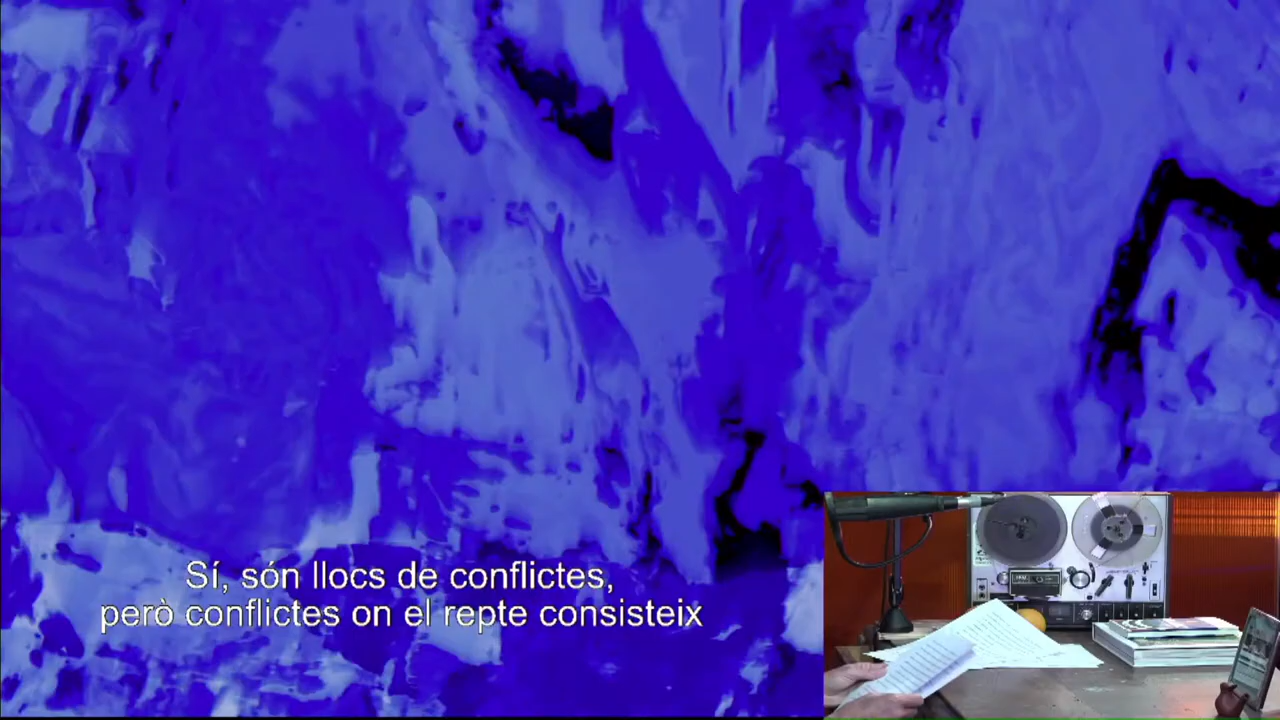 Sí, són llocs de conflictes,
però conflictes on el repte consisteix